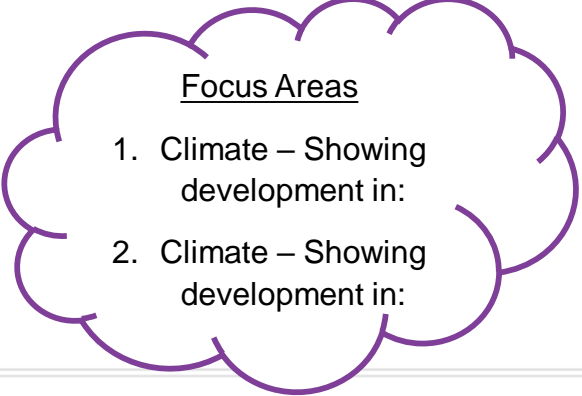 Focus Areas
1. Climate – Showing
development in:
2. Climate – Showing
development in: